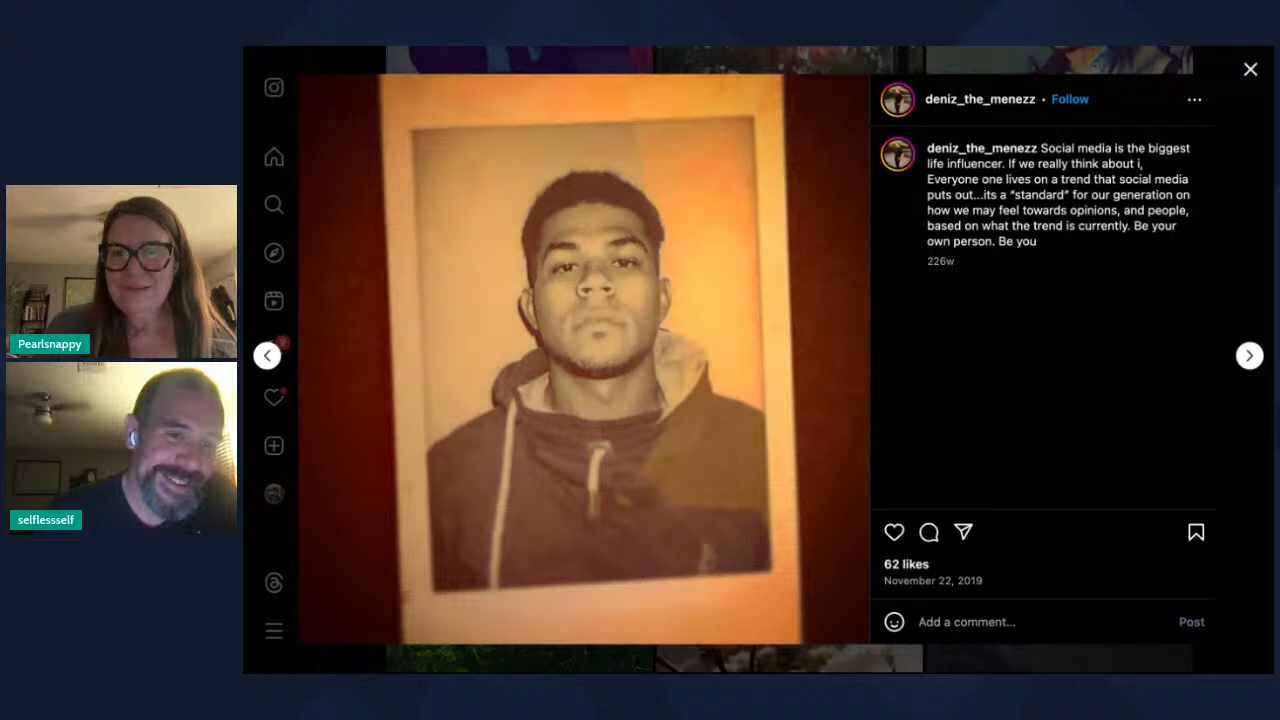 Pearlsnappy
selflessself
deniz_the_menezz • Follow
deniz_the_menezz Social media is the biggest
life influencer. If we really think about i,
Everyone one lives on a trend that social media
puts out...its a “standard” for our generation on
how we may feel towards opinions, and people,
based on what the trend is currently. Be your
own person. Be you
226w
62 likes
November 22, 2019
Add a comment...
Post